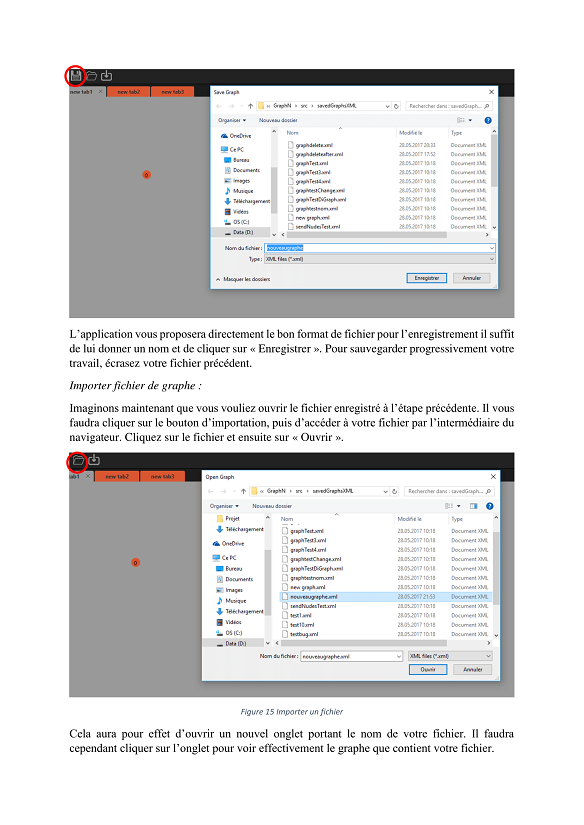 new tab1 × new tab2 new tab3
Save Graph
« GraphN › src › savedGraphsXML
Rechercher dans : savedGraph...
Organiser Nouveau dossier
Nom Modifié le Type
OneDrive
Ce PC
Bureau
Documents
Images
Musique
Téléchargement
Vidéos
OS (C:)
Data (D:)
graphdelete.xml 28.05.2017 20:33 Document XML
graphdeleteafter.xml 28.05.2017 17:52 Document XML
graphTest.xml 28.05.2017 10:18 Document XML
graphTest3.xml 28.05.2017 10:18 Document XML
graphTest4.xml 28.05.2017 10:18 Document XML
graphtestChange.xml 28.05.2017 10:18 Document XML
graphTestDiGraph.xml 28.05.2017 10:18 Document XML
graphtestnom.xml 28.05.2017 10:18 Document XML
new graph.xml 28.05.2017 10:18 Document XML
sendNudesTest.xml 28.05.2017 10:18 Document XML
0
Nom du fichier : nouveaugraphe
Type : XML files (*.xml)
Masquer les dossiers Enregistrer Annuler
L'application vous proposera directement le bon format de fichier pour l'enregistrement il suffit
de lui donner un nom et de cliquer sur « Enregistrer ». Pour sauvegarder progressivement votre
travail, écrasez votre fichier précédent.
Importer fichier de graphe :
Imaginons maintenant que vous vouliez ouvrir le fichier enregistré à l'étape précédente. Il vous
faudra cliquer sur le bouton d'importation, puis d'accéder à votre fichier par l'intermédiaire du
navigateur. Cliquez sur le fichier et ensuite sur « Ouvrir ».
tab1 × new tab2 new tab3
Open Graph
« GraphN › src › savedGraphsXML
Rechercher dans : savedGraph...
Organiser Nouveau dossier
Nom Modifié le Type
Projet
Téléchargement
OneDrive
Ce PC
Bureau
Documents
Images
Musique
Téléchargement
Vidéos
OS (C:)
Data (D:)
graphTest.xml 28.05.2017 10:18 Document XML
graphTest3.xml 28.05.2017 10:18 Document XML
graphTest4.xml 28.05.2017 10:18 Document XML
graphtestChange.xml 28.05.2017 10:18 Document XML
graphTestDiGraph.xml 28.05.2017 10:18 Document XML
graphtestnom.xml 28.05.2017 10:18 Document XML
new graph.xml 28.05.2017 10:18 Document XML
nouveaugraphe.xml 28.05.2017 21:53 Document XML
sendNudesTest.xml 28.05.2017 10:18 Document XML
test1.xml 28.05.2017 10:18 Document XML
test10.xml 28.05.2017 10:18 Document XML
testbug.xml 28.05.2017 10:18 Document XML
0
Nom du fichier : nouveaugraphe.xml XML files (*.xml)
Ouvrir Annuler
Figure 15 Importer un fichier
Cela aura pour effet d'ouvrir un nouvel onglet portant le nom de votre fichier. Il faudra
cependant cliquer sur l'onglet pour voir effectivement le graphe que contient votre fichier.